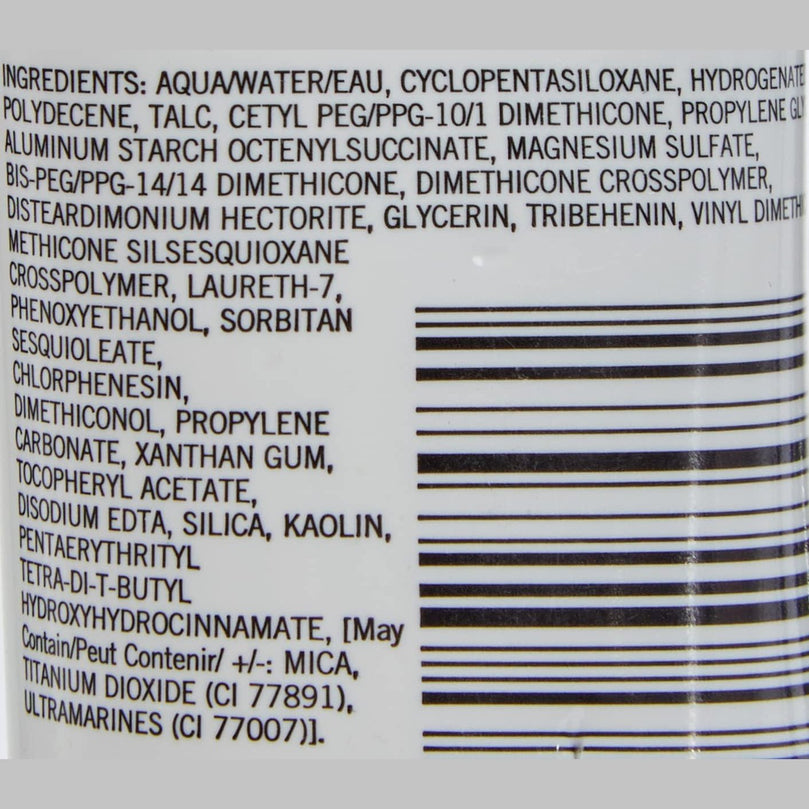 INGREDIENTS: AQUA/WATER/EAU, CYCLOPENTASILOXANE, HYDROGENATE
POLYDECENE, TALC, CETYL PEG/PPG-10/1 DIMETHICONE, PROPYLENE GL
ALUMINUM STARCH OCTENYLSUCCINATE, MAGNESIUM SULFATE,
BIS-PEG/PPG-14/14 DIMETHICONE, DIMETHICONE CROSSPOLYMER,
DISTEARDIMONIUM HECTORITE, GLYCERIN, TRIBEHENIN, VINYL DIMETHI
METHICONE SILSESQUIOXANE
CROSSPOLYMER, LAURETH-7,
PHENOXYETHANOL, SORBITAN
SESQUIOLEATE,
CHLORPHENESIN,
DIMETHICONOL, PROPYLENE
CARBONATE, XANTHAN GUM,
TOCOPHERYL ACETATE,
DISODIUM EDTA, SILICA, KAOLIN,
PENTAERYTHRITYL
TETRA-DI-T-BUTYL
HYDROXYHYDROCINNAMATE, [May
Contain/Peut Contenir/ +/-: MICA,
TITANIUM DIOXIDE (CI 77891),
ULTRAMARINES (CI 77007)].